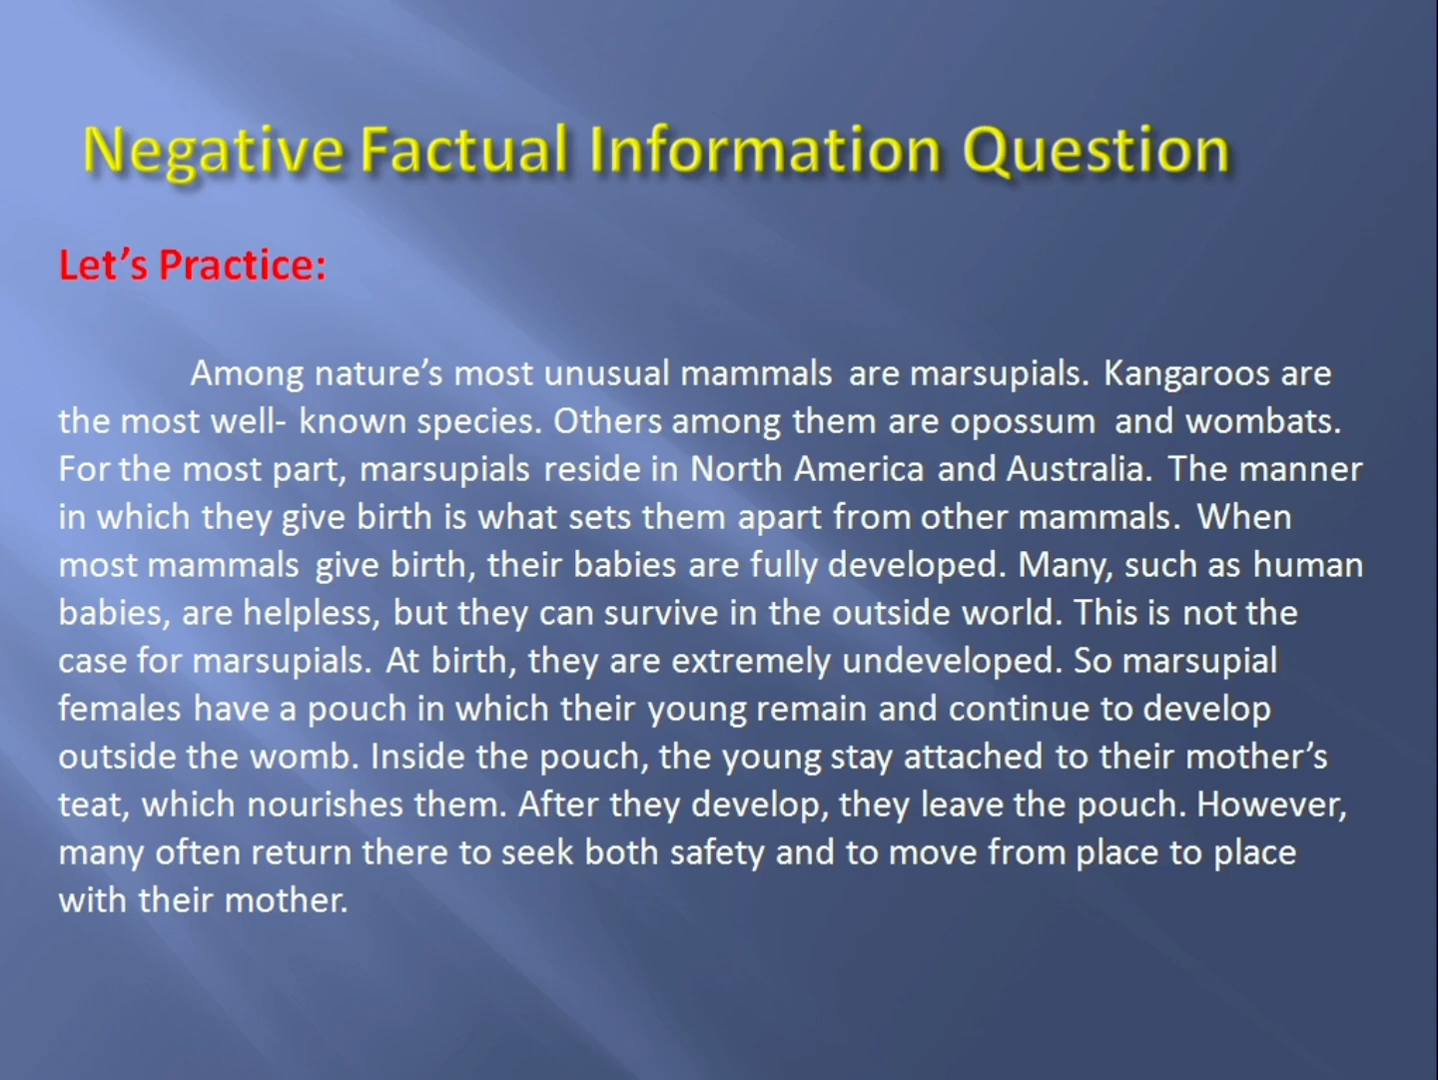 Negative Factual Information Question
Let’s Practice:
Among nature’s most unusual mammals are marsupials. Kangaroos are
the most well- known species. Others among them are opossum and wombats.
For the most part, marsupials reside in North America and Australia. The manner
in which they give birth is what sets them apart from other mammals. When
most mammals give birth, their babies are fully developed. Many, such as human
babies, are helpless, but they can survive in the outside world. This is not the
case for marsupials. At birth, they are extremely undeveloped. So marsupial
females have a pouch in which their young remain and continue to develop
outside the womb. Inside the pouch, the young stay attached to their mother’s
teat, which nourishes them. After they develop, they leave the pouch. However,
many often return there to seek both safety and to move from place to place
with their mother.